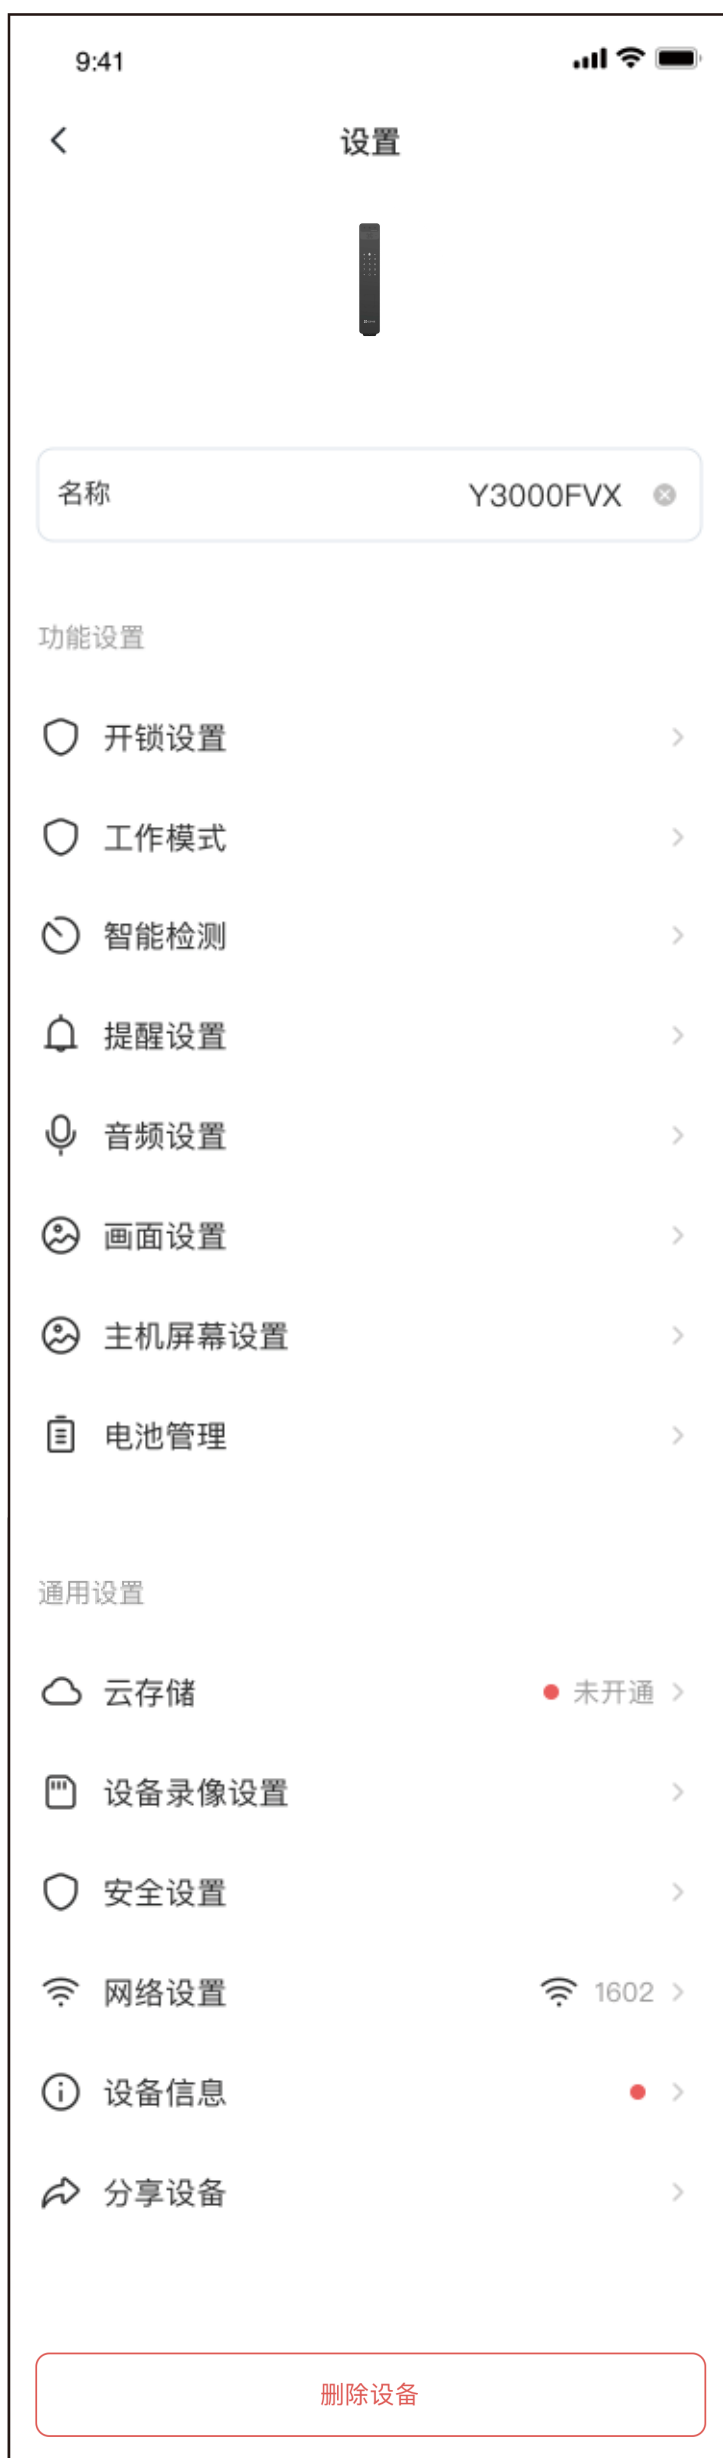 9:41
设置
名称
Y3000FVX
功能设置
开锁设置
工作模式
智能检测
提醒设置
音频设置
画面设置
主机屏幕设置
电池管理
通用设置
云存储
未开通
设备录像设置
安全设置
网络设置
1602
设备信息
分享设备
删除设备